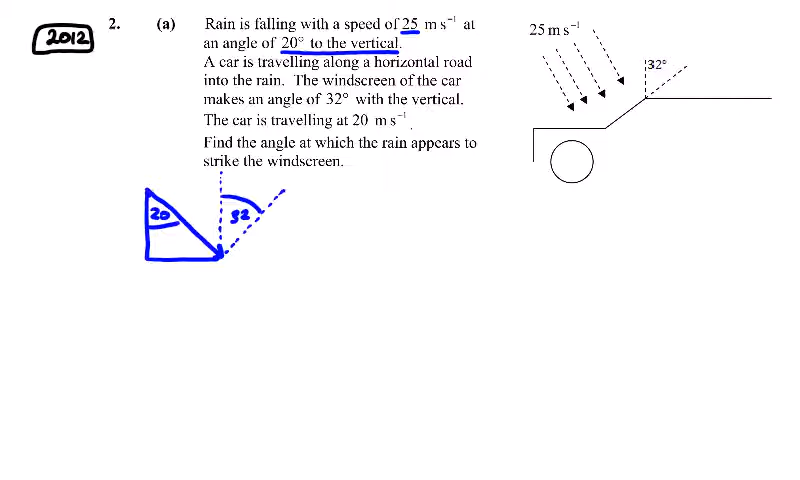 2012
2. (a) Rain is falling with a speed of 25 m s⁻¹ at
an angle of 20° to the vertical.
A car is travelling along a horizontal road
into the rain. The windscreen of the car
makes an angle of 32° with the vertical.
The car is travelling at 20 m s⁻¹.
Find the angle at which the rain appears to
strike the windscreen.
25 m s⁻¹
32°
20
32